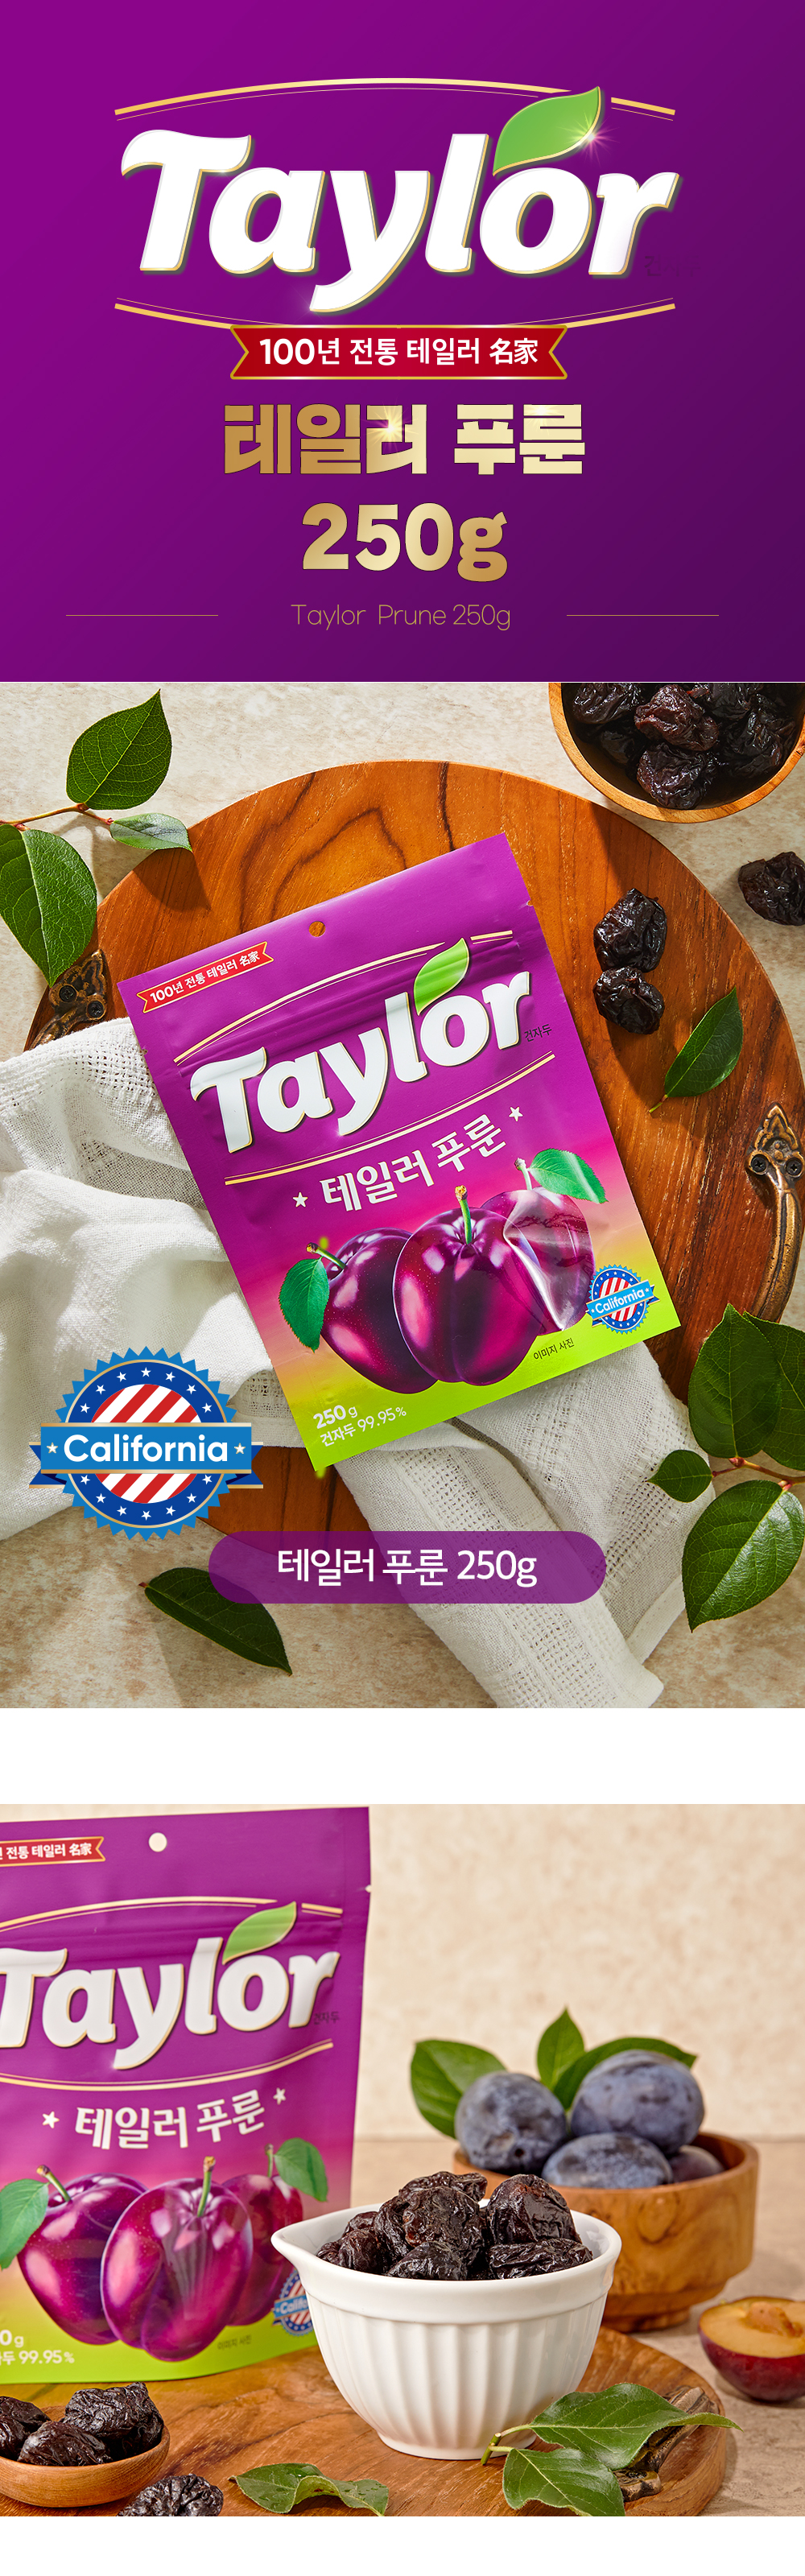 Taylor
100년 전통 테일러 名家
테일러 푸룬
250g
Taylor Prune 250g
100년 전통 테일러 名家
Taylor
건자두
테일러 푸룬
California
이미지 사진
250 g
건자두 99.95%
California
테일러 푸룬 250g
전통 테일러 名家
Taylor
건자두
테일러 푸룬
이미지 사진
0 g
두 99.95%